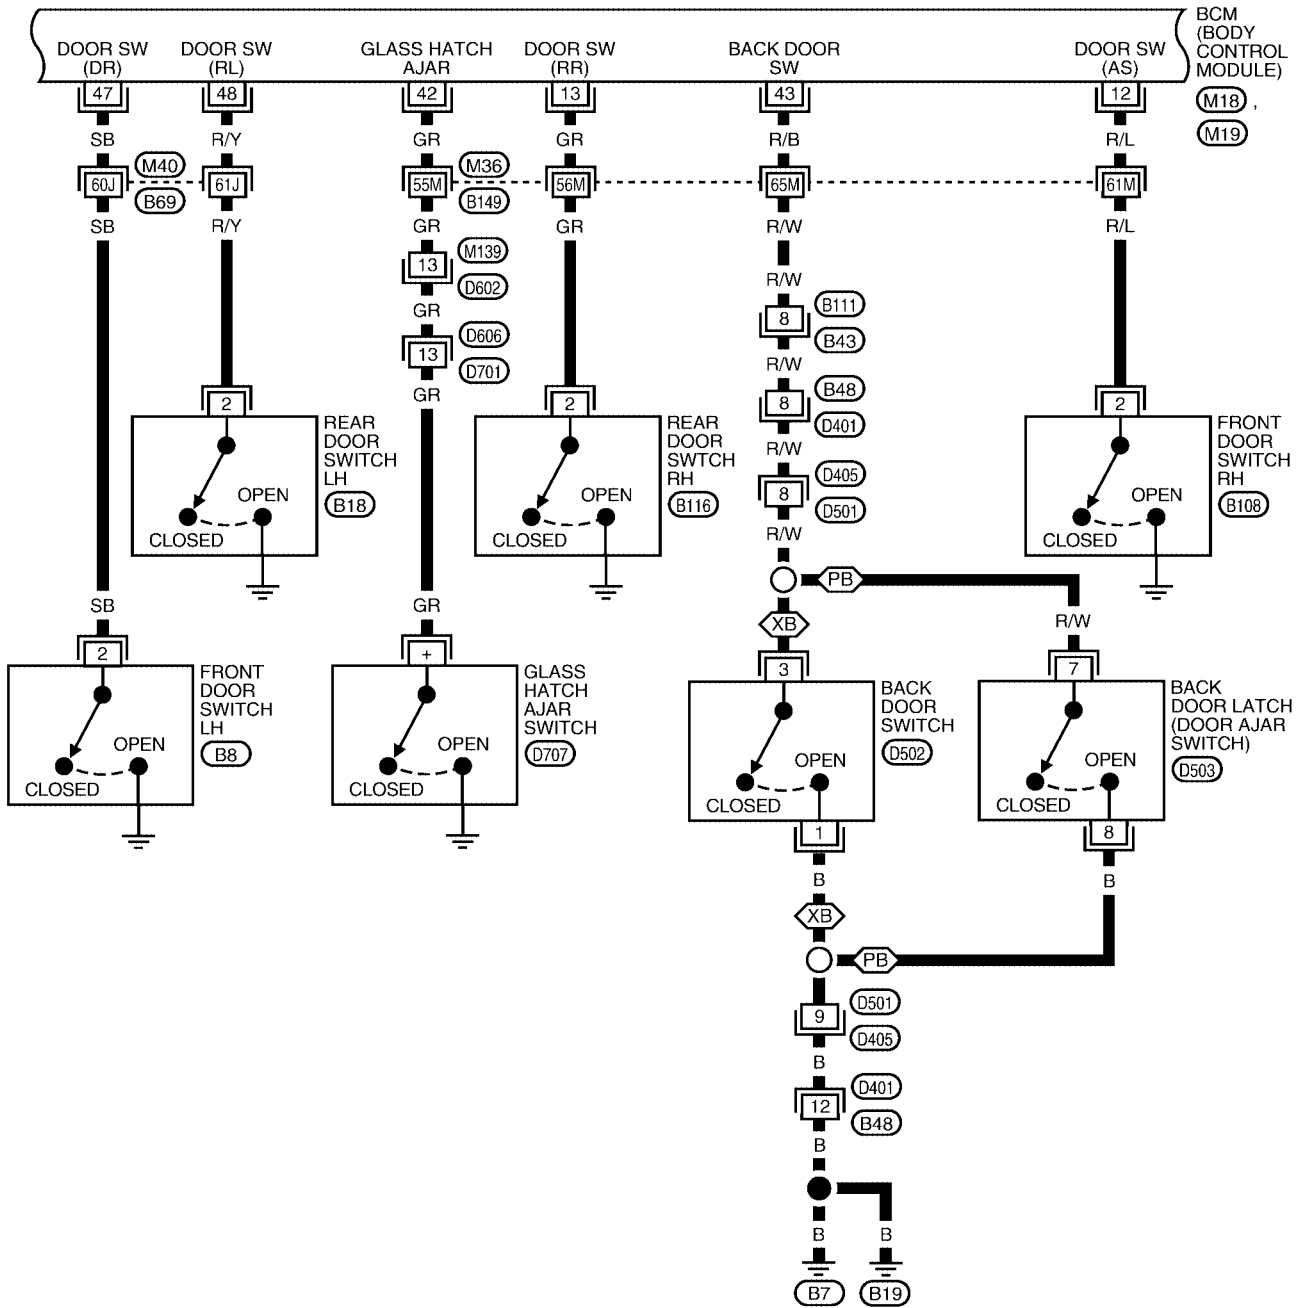 BCM
(BODY
CONTROL
MODULE)
M18 ,
M19
DOOR SW
(DR)
DOOR SW
(RL)
GLASS HATCH
AJAR
DOOR SW
(RR)
BACK DOOR
SW
DOOR SW
(AS)
47
48
42
13
43
12
SB
R/Y
GR
GR
R/B
R/L
60J
M40
B69
61J
55M
M36
B149
56M
65M
61M
SB
R/Y
GR
GR
R/W
R/L
13
M139
D602
R/W
GR
8
B111
B43
13
D606
D701
R/W
GR
8
B48
D401
2
2
2
R/W
REAR
DOOR
SWITCH
LH
B18
OPEN
CLOSED
REAR
DOOR
SWTCH
RH
B116
OPEN
CLOSED
8
D405
D501
R/W
FRONT
DOOR
SWITCH
RH
B108
OPEN
CLOSED
PB
XB
R/W
SB
GR
2
+
3
7
FRONT
DOOR
SWITCH
LH
B8
OPEN
CLOSED
GLASS
HATCH
AJAR
SWITCH
D707
OPEN
CLOSED
BACK
DOOR
SWITCH
D502
OPEN
CLOSED
BACK
DOOR LATCH
(DOOR AJAR
SWITCH)
D503
OPEN
CLOSED
1
8
B
B
XB
PB
9
D501
D405
B
12
D401
B48
B
B
B
B7
B19